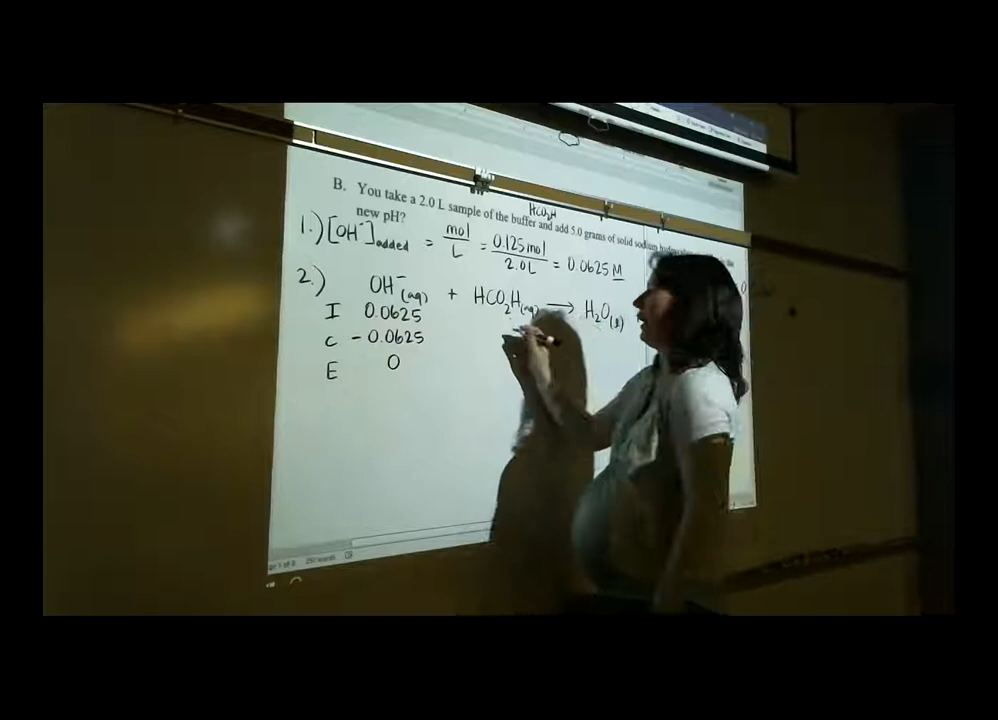 B. You take a 2.0 L sample of the buffer and add 5.0 grams of solid sodium
HCO₂H
new pH?
1.) [OH⁻]added = mol/L = 0.125 mol/2.0 L = 0.0625 M
2.) OH⁻(aq) + HCO₂H(aq) → H₂O(l)
I 0.0625
C - 0.0625
E 0